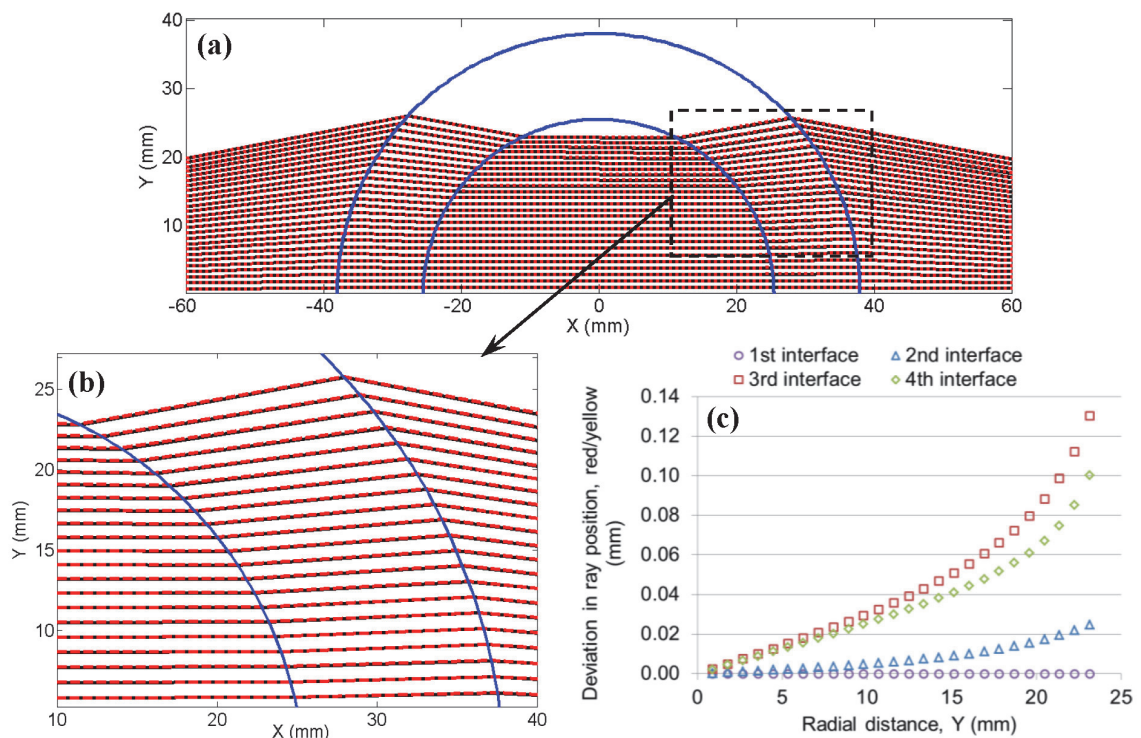 (a)
40
30
20
10
Y (mm)
-60 -40 -20 0 20 40 60
X (mm)
(b)
25
20
15
10
Y (mm)
10 15 20 25 30 35 40
X (mm)
1st interface 2nd interface
3rd interface 4th interface
(c)
0.14
0.12
0.10
0.08
0.06
0.04
0.02
0.00
Deviation in ray position, red/yellow
(mm)
0 5 10 15 20 25
Radial distance, Y (mm)